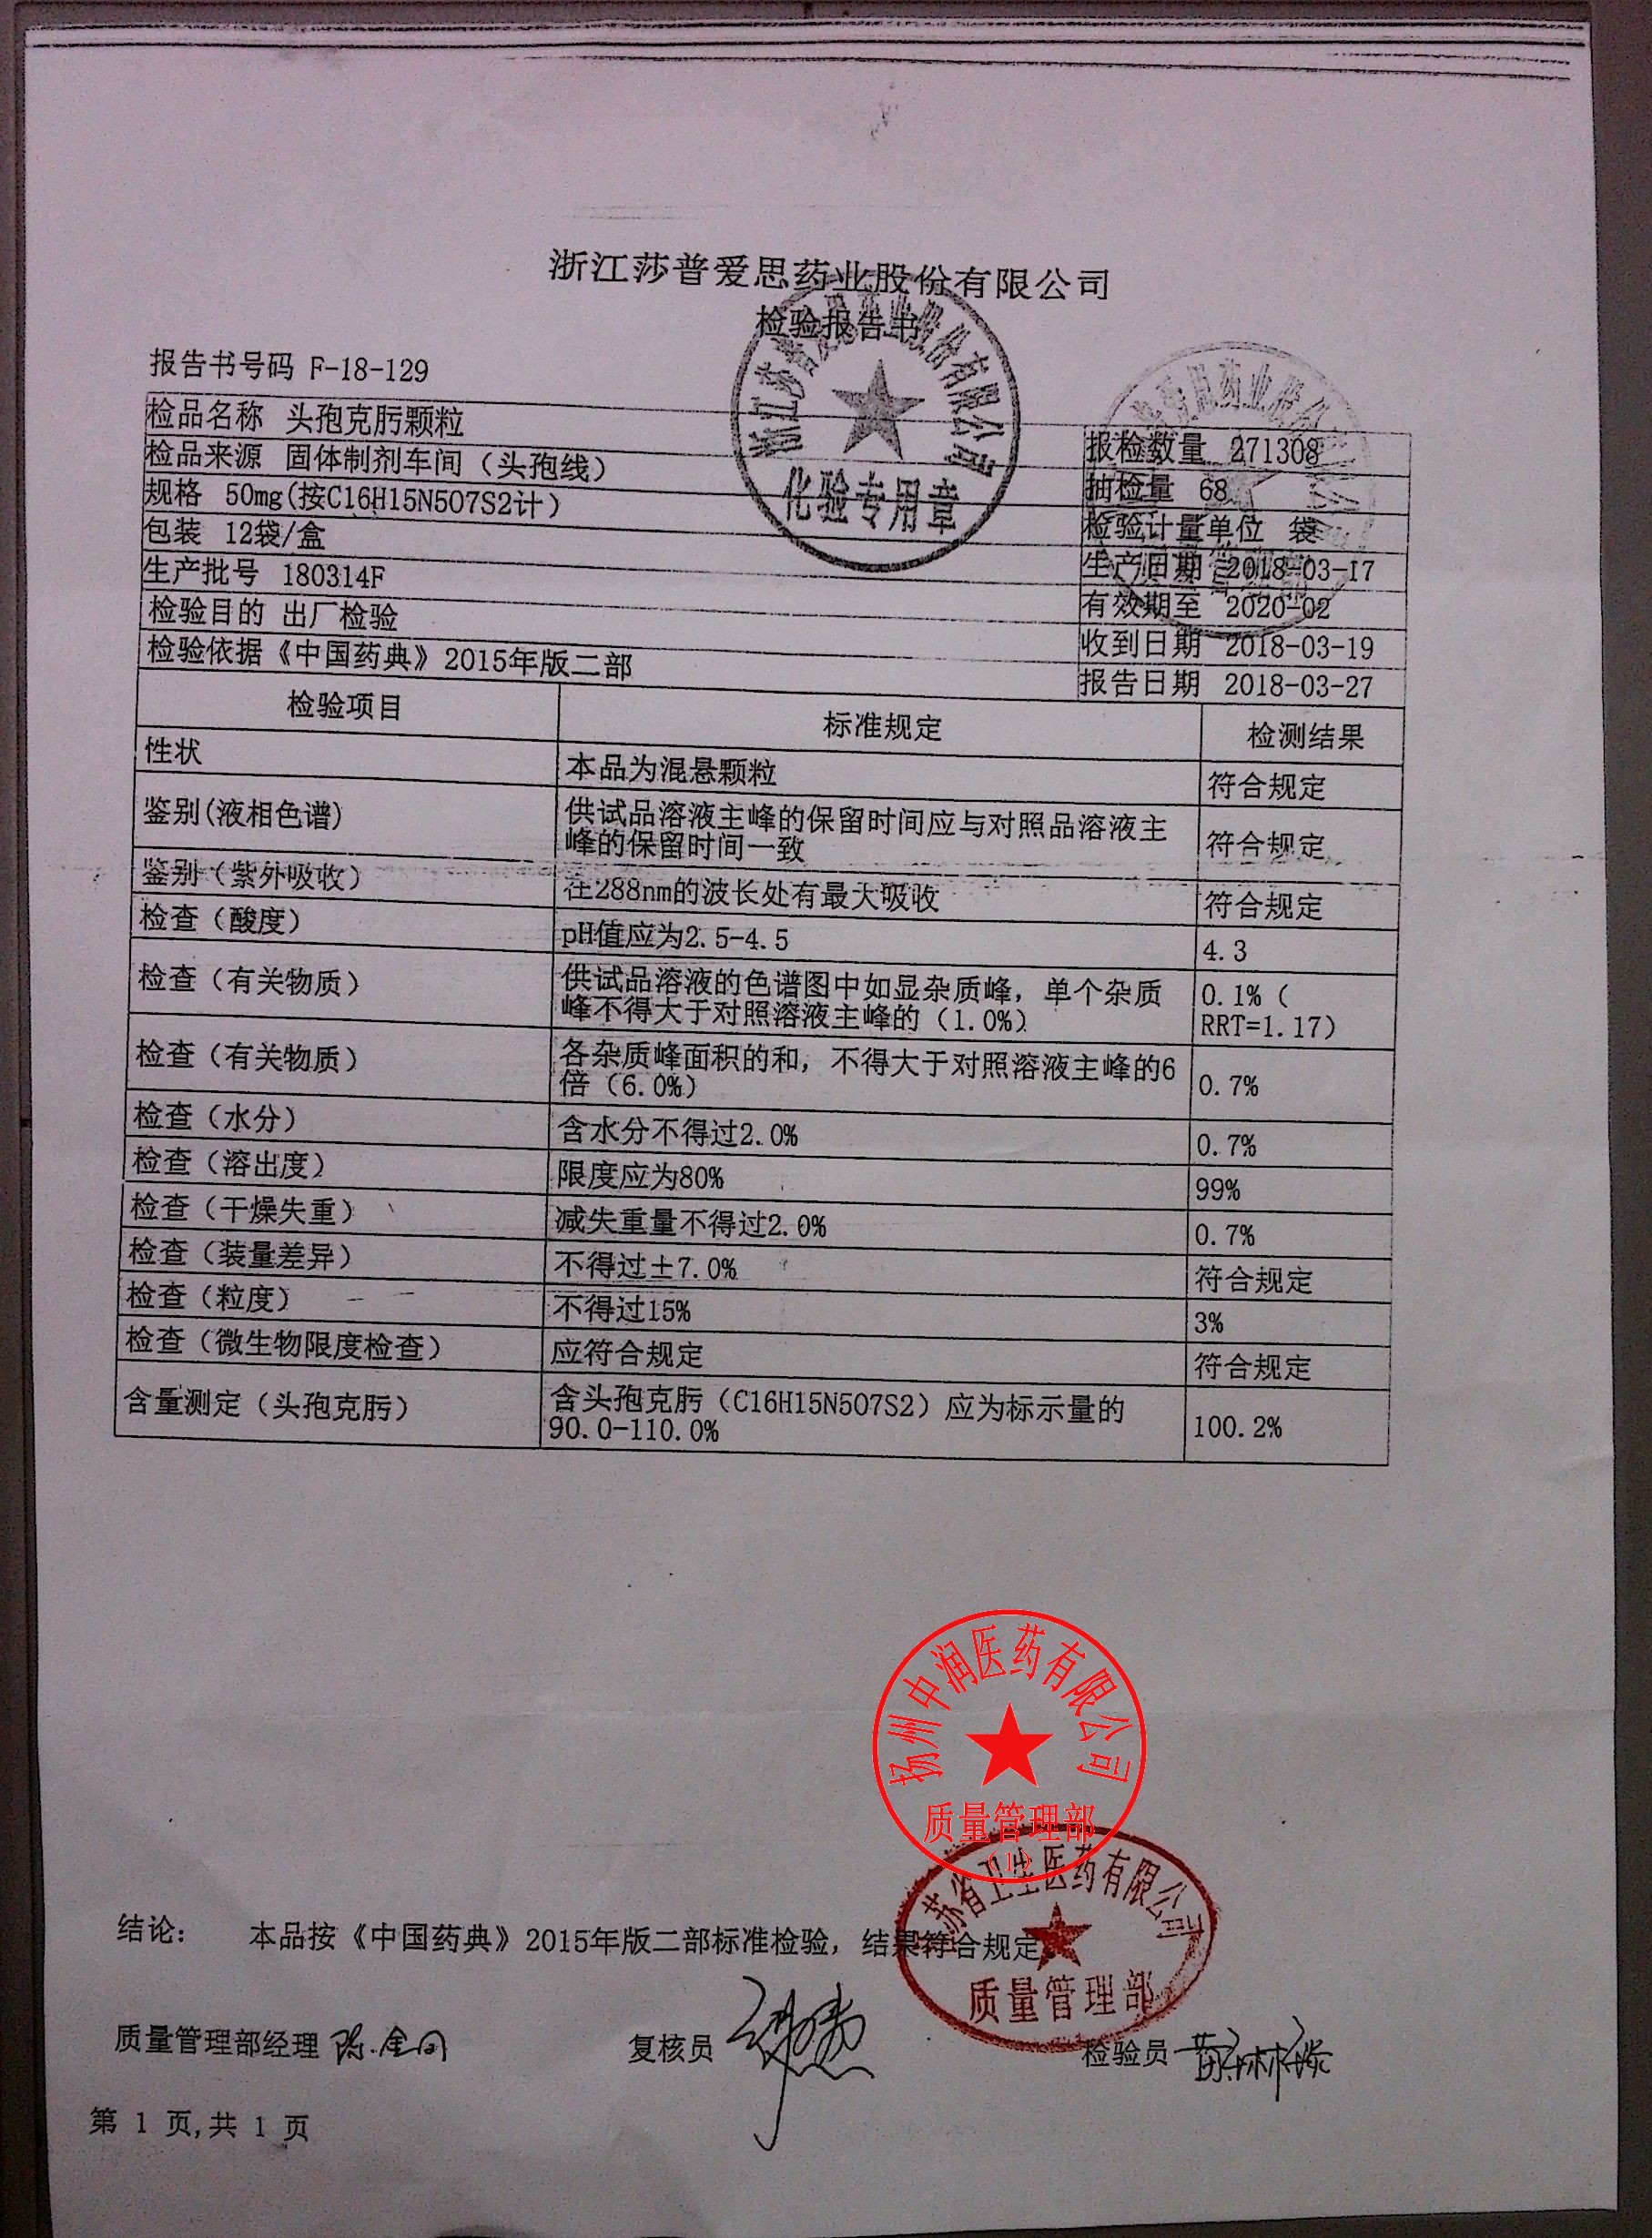 浙江莎普爱思药业股份有限公司
检验报告书
报告书号码 F-18-129
检品名称 头孢克肟颗粒
报检数量 271308
检品来源 固体制剂车间（头孢线）
抽检量 68
规格 50mg(按C16H15N5O7S2计）
检验计量单位 袋
包装 12袋/盒
生产日期 2018-03-17
生产批号 180314F
有效期至 2020-02
检验目的 出厂检验
收到日期 2018-03-19
检验依据《中国药典》2015年版二部
报告日期 2018-03-27
化验专用章
检验项目 标准规定 检测结果
性状 本品为混悬颗粒 符合规定
鉴别(液相色谱) 供试品溶液主峰的保留时间应与对照品溶液主 符合规定
峰的保留时间一致
鉴别（紫外吸收） 在288nm的波长处有最大吸收 符合规定
检查（酸度） pH值应为2.5-4.5 4.3
检查（有关物质） 供试品溶液的色谱图中如显杂质峰，单个杂质 0.1%（
峰不得大于对照溶液主峰的（1.0%） RRT=1.17）
检查（有关物质） 各杂质峰面积的和，不得大于对照溶液主峰的6 0.7%
倍（6.0%）
检查（水分） 含水分不得过2.0% 0.7%
检查（溶出度） 限度应为80% 99%
检查（干燥失重） 减失重量不得过2.0% 0.7%
检查（装量差异） 不得过±7.0% 符合规定
检查（粒度） 不得过15% 3%
检查（微生物限度检查） 应符合规定 符合规定
含量测定（头孢克肟） 含头孢克肟（C16H15N5O7S2）应为标示量的 100.2%
90.0-110.0%
扬州中润医药有限公司
质量管理部
(1)
苏省卫生医药有限公司
质量管理部
结论： 本品按《中国药典》2015年版二部标准检验，结果符合规定
质量管理部经理 复核员 检验员
第 1 页,共 1 页